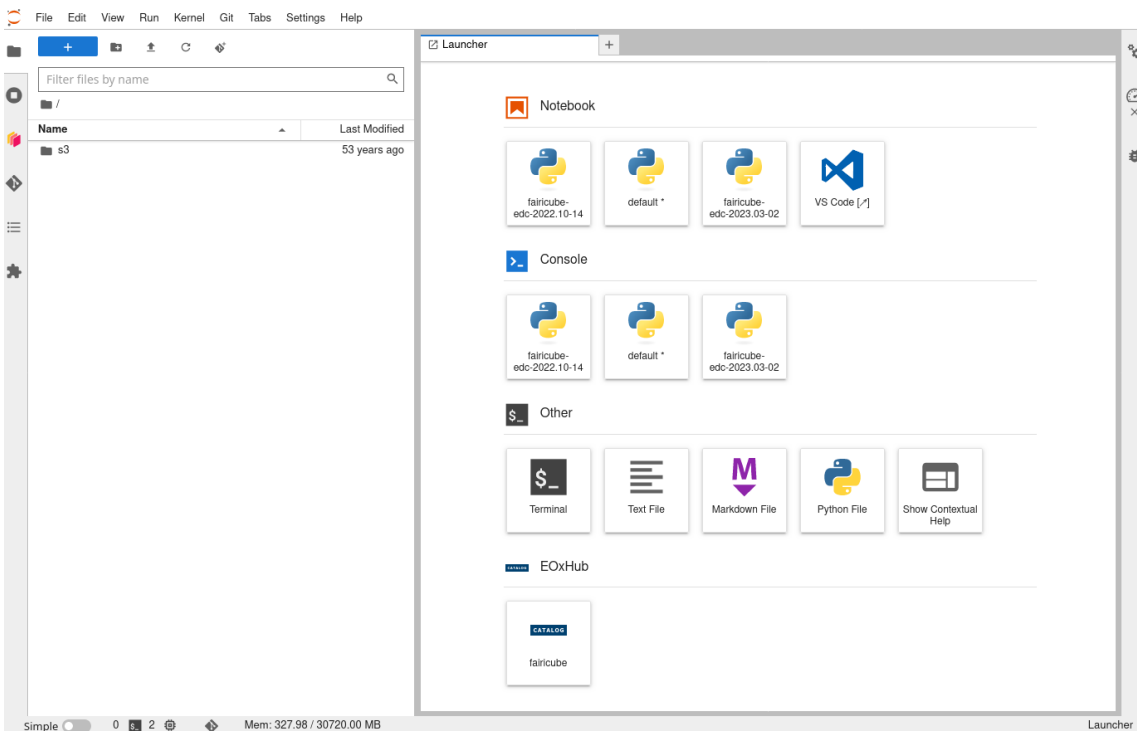 File Edit View Run Kernel Git Tabs Settings Help
+
Filter files by name
/
Name Last Modified
s3 53 years ago
Launcher +
Notebook
fairicube-
edc-2022.10-14
default *
fairicube-
edc-2023.03-02
VS Code [↗]
>_ Console
fairicube-
edc-2022.10-14
default *
fairicube-
edc-2023.03-02
$_ Other
$_
Terminal
Text File
M
Markdown File
Python File
Show Contextual
Help
CATALOG EOxHub
CATALOG
fairicube
Simple 0 $_ 2 Mem: 327.98 / 30720.00 MB Launcher